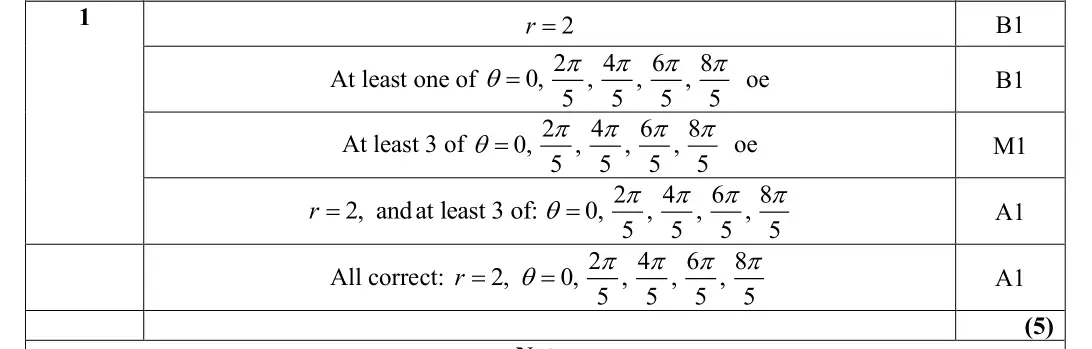 1 r = 2 B1
At least one of θ = 0, 2π/5, 4π/5, 6π/5, 8π/5 oe B1
At least 3 of θ = 0, 2π/5, 4π/5, 6π/5, 8π/5 oe M1
r = 2, and at least 3 of: θ = 0, 2π/5, 4π/5, 6π/5, 8π/5 A1
All correct: r = 2, θ = 0, 2π/5, 4π/5, 6π/5, 8π/5 A1
(5)